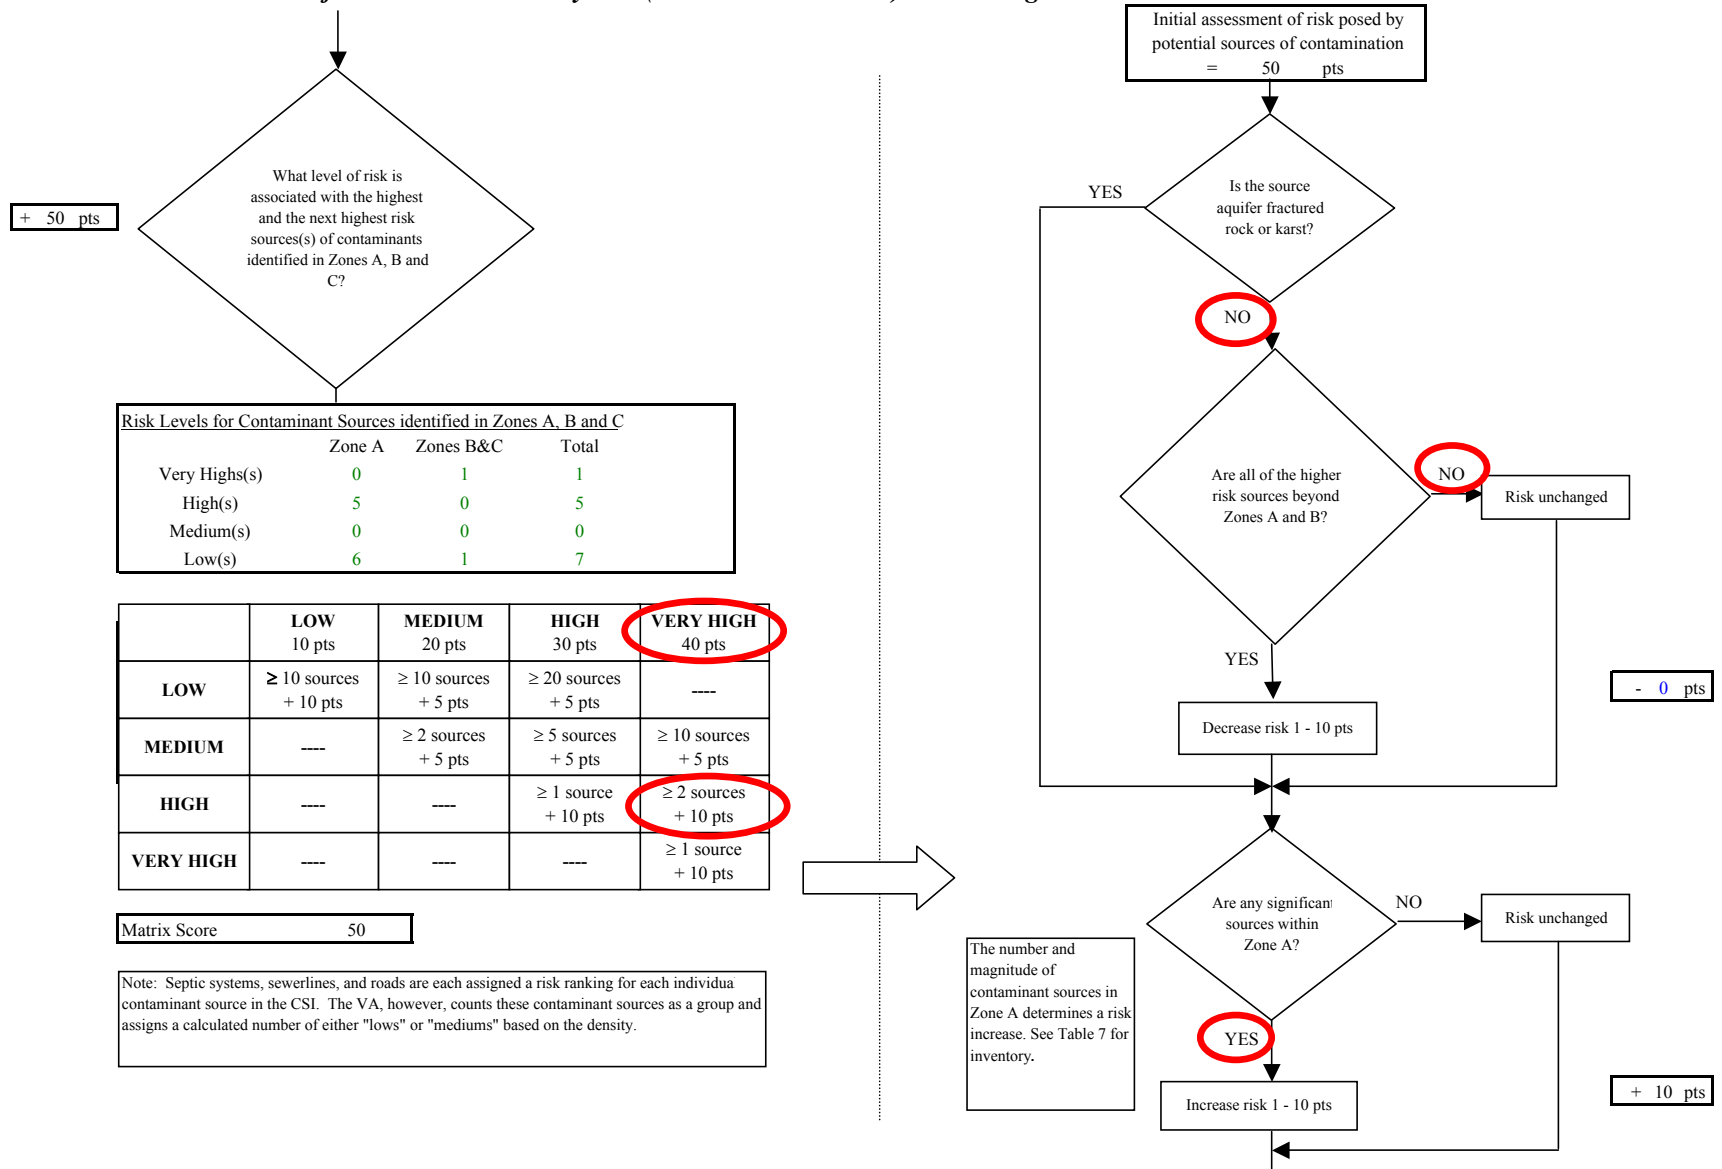 Initial assessment of risk posed by
potential sources of contamination
= 50 pts
What level of risk is
associated with the highest
and the next highest risk
sources(s) of contaminants
identified in Zones A, B and
C?
+ 50 pts
Risk Levels for Contaminant Sources identified in Zones A, B and C
Zone A Zones B&C Total
Very Highs(s) 0 1 1
High(s) 5 0 5
Medium(s) 0 0 0
Low(s) 6 1 7
LOW MEDIUM HIGH VERY HIGH
10 pts 20 pts 30 pts 40 pts
LOW ≥ 10 sources ≥ 10 sources ≥ 20 sources ----
+ 10 pts + 5 pts + 5 pts
MEDIUM ---- ≥ 2 sources ≥ 5 sources ≥ 10 sources
+ 5 pts + 5 pts + 5 pts
HIGH ---- ---- ≥ 1 source ≥ 2 sources
+ 10 pts + 10 pts
VERY HIGH ---- ---- ---- ≥ 1 source
+ 10 pts
Matrix Score 50
Note: Septic systems, sewerlines, and roads are each assigned a risk ranking for each individua
contaminant source in the CSI. The VA, however, counts these contaminant sources as a group and
assigns a calculated number of either "lows" or "mediums" based on the density.
YES
Is the source
aquifer fractured
rock or karst?
NO
Are all of the higher
risk sources beyond
Zones A and B?
NO
Risk unchanged
YES
- 0 pts
Decrease risk 1 - 10 pts
Are any significant
sources within
Zone A?
NO
Risk unchanged
The number and
magnitude of
contaminant sources in
Zone A determines a risk
increase. See Table 7 for
inventory.
YES
+ 10 pts
Increase risk 1 - 10 pts